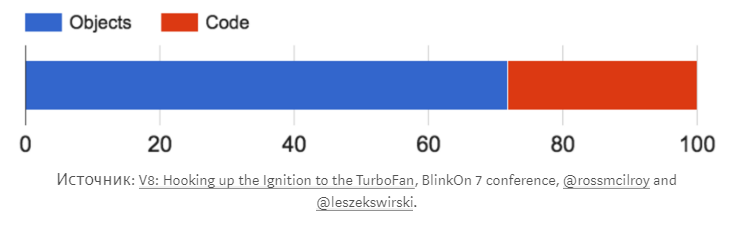 Objects Code
0 20 40 60 80 100
Источник: V8: Hooking up the Ignition to the TurboFan, BlinkOn 7 conference, @rossmcilroy and
@leszekswirski.